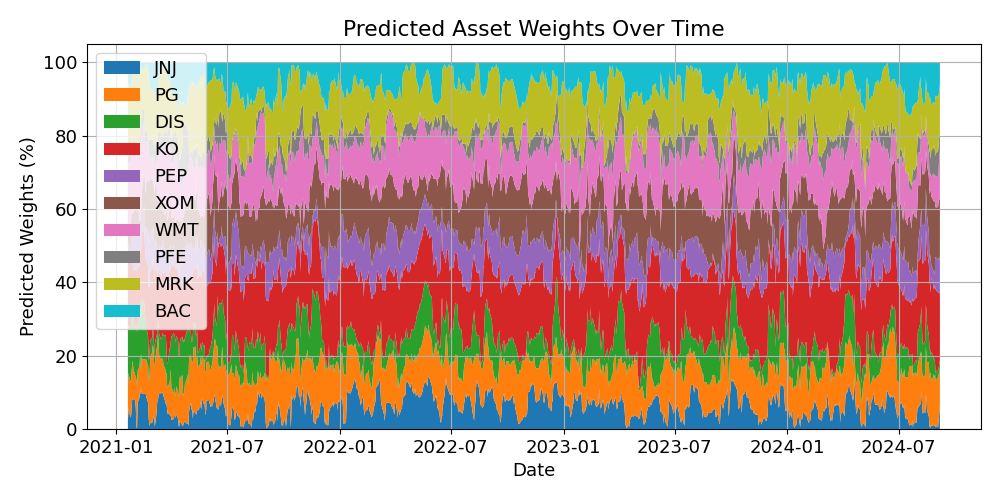 Predicted Asset Weights Over Time
Predicted Weights (%)
100
80
60
40
20
0
JNJ
PG
DIS
KO
PEP
XOM
WMT
PFE
MRK
BAC
2021-01 2021-07 2022-01 2022-07 2023-01 2023-07 2024-01 2024-07
Date